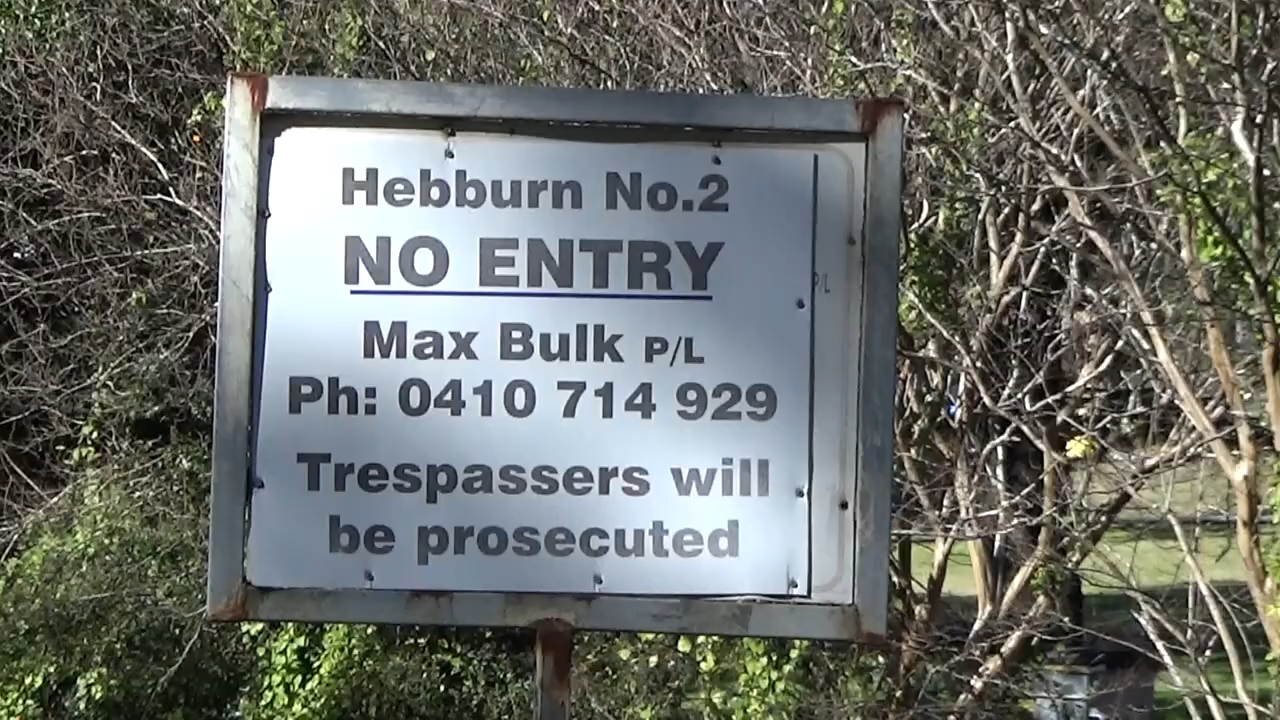 Hebburn No.2
NO ENTRY
Max Bulk P/L
Ph: 0410 714 929
Trespassers will
be prosecuted
P/L